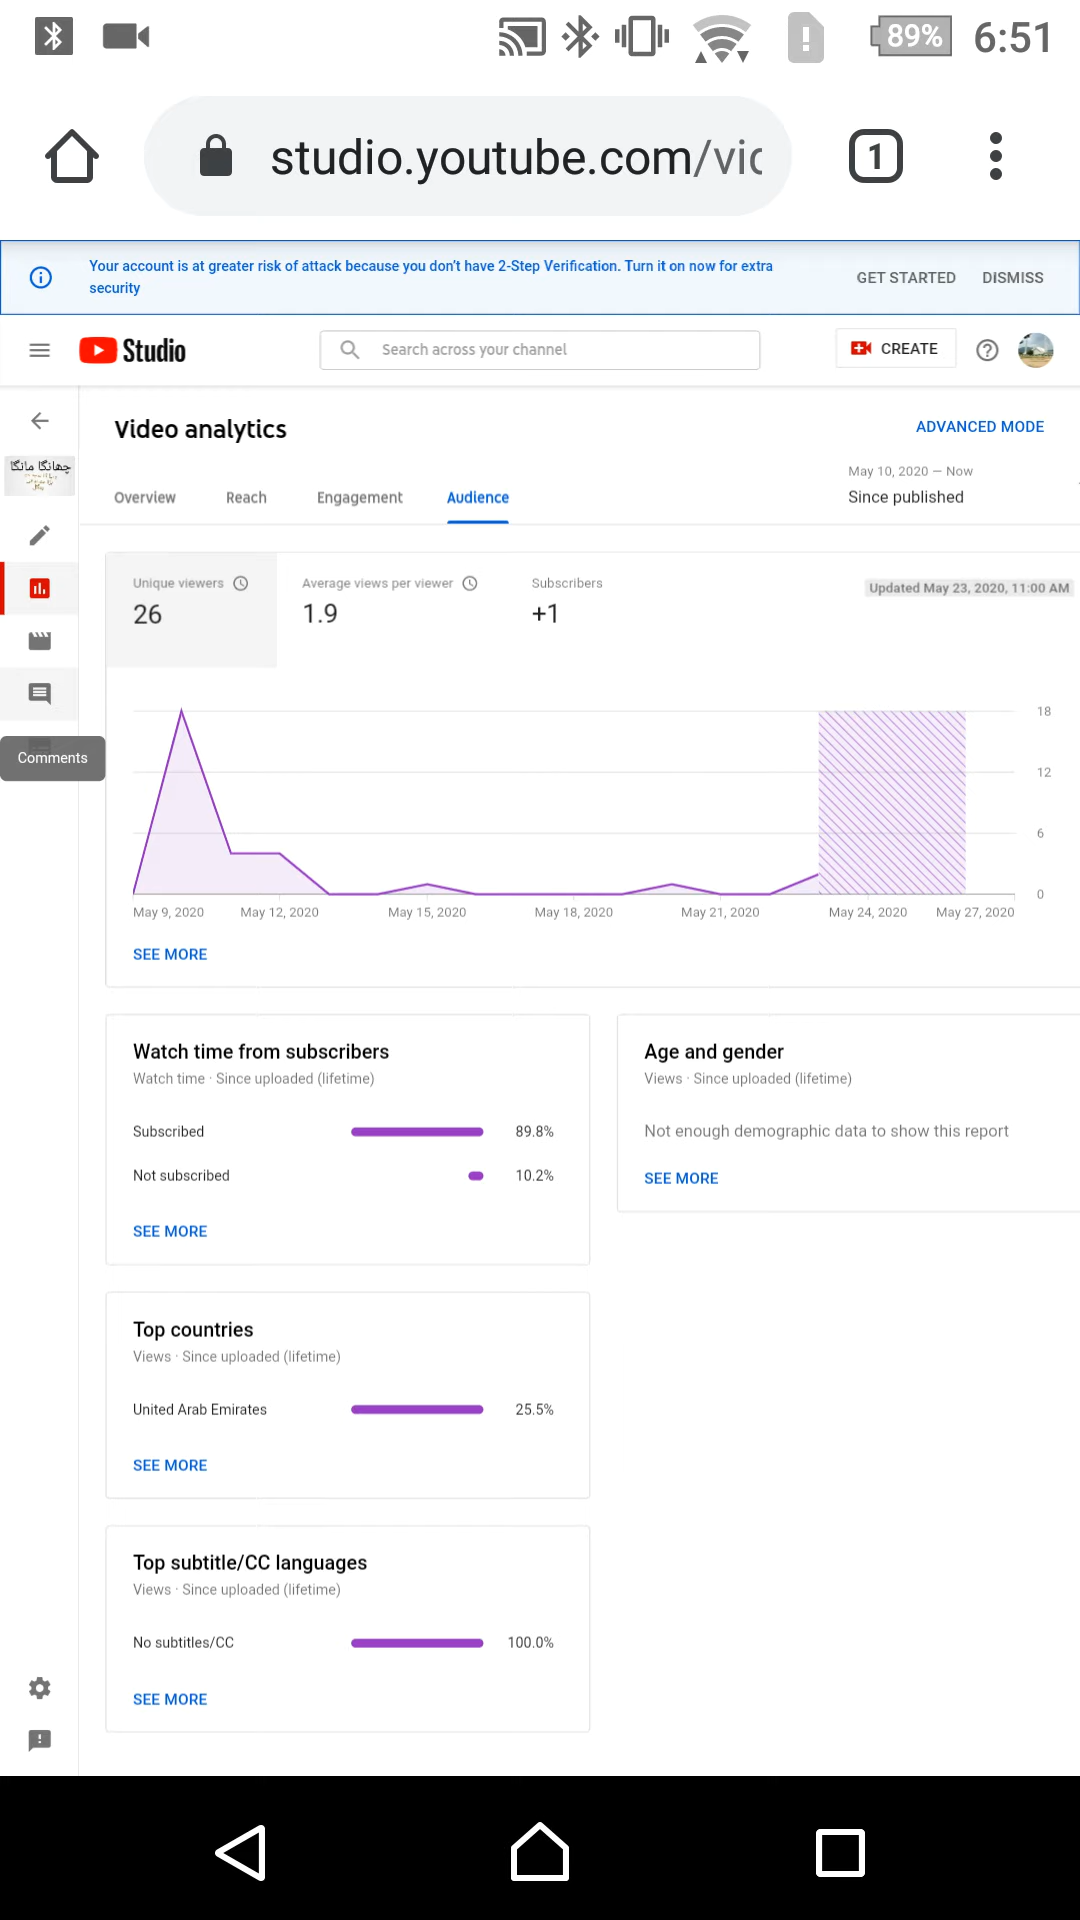 89%
6:51
studio.youtube.com/vic
1
Your account is at greater risk of attack because you don't have 2-Step Verification. Turn it on now for extra
security
GET STARTED
DISMISS
Studio
Search across your channel
CREATE
Video analytics
ADVANCED MODE
چھانگا مانگا
May 10, 2020 – Now
Since published
Overview
Reach
Engagement
Audience
Unique viewers
26
Average views per viewer
1.9
Subscribers
+1
Updated May 23, 2020, 11:00 AM
18
12
6
0
Comments
May 9, 2020
May 12, 2020
May 15, 2020
May 18, 2020
May 21, 2020
May 24, 2020
May 27, 2020
SEE MORE
Watch time from subscribers
Watch time · Since uploaded (lifetime)
Subscribed
89.8%
Not subscribed
10.2%
SEE MORE
Age and gender
Views · Since uploaded (lifetime)
Not enough demographic data to show this report
SEE MORE
Top countries
Views · Since uploaded (lifetime)
United Arab Emirates
25.5%
SEE MORE
Top subtitle/CC languages
Views · Since uploaded (lifetime)
No subtitles/CC
100.0%
SEE MORE